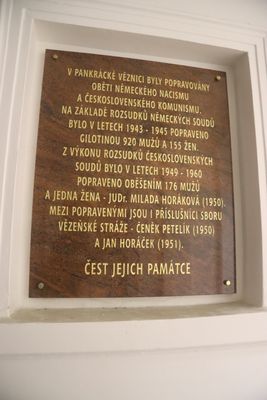 V PANKRÁCKÉ VĚZNICI BYLY POPRAVOVÁNY
OBĚTI NĚMECKÉHO NACISMU
A ČESKOSLOVENSKÉHO KOMUNISMU.
NA ZÁKLADĚ ROZSUDKŮ NĚMECKÝCH SOUDŮ
BYLO V LETECH 1943 - 1945 POPRAVENO
GILOTINOU 920 MUŽŮ A 155 ŽEN.
Z VÝKONU ROZSUDKŮ ČESKOSLOVENSKÝCH
SOUDŮ BYLO V LETECH 1949 - 1960
POPRAVENO OBĚŠENÍM 176 MUŽŮ
A JEDNA ŽENA - JUDr. MILADA HORÁKOVÁ (1950).
MEZI POPRAVENÝMI JSOU I PŘÍSLUŠNÍCI SBORU
VĚZEŇSKÉ STRÁŽE - ČENĚK PETELÍK (1950)
A JAN HORÁČEK (1951).
ČEST JEJICH PAMÁTCE